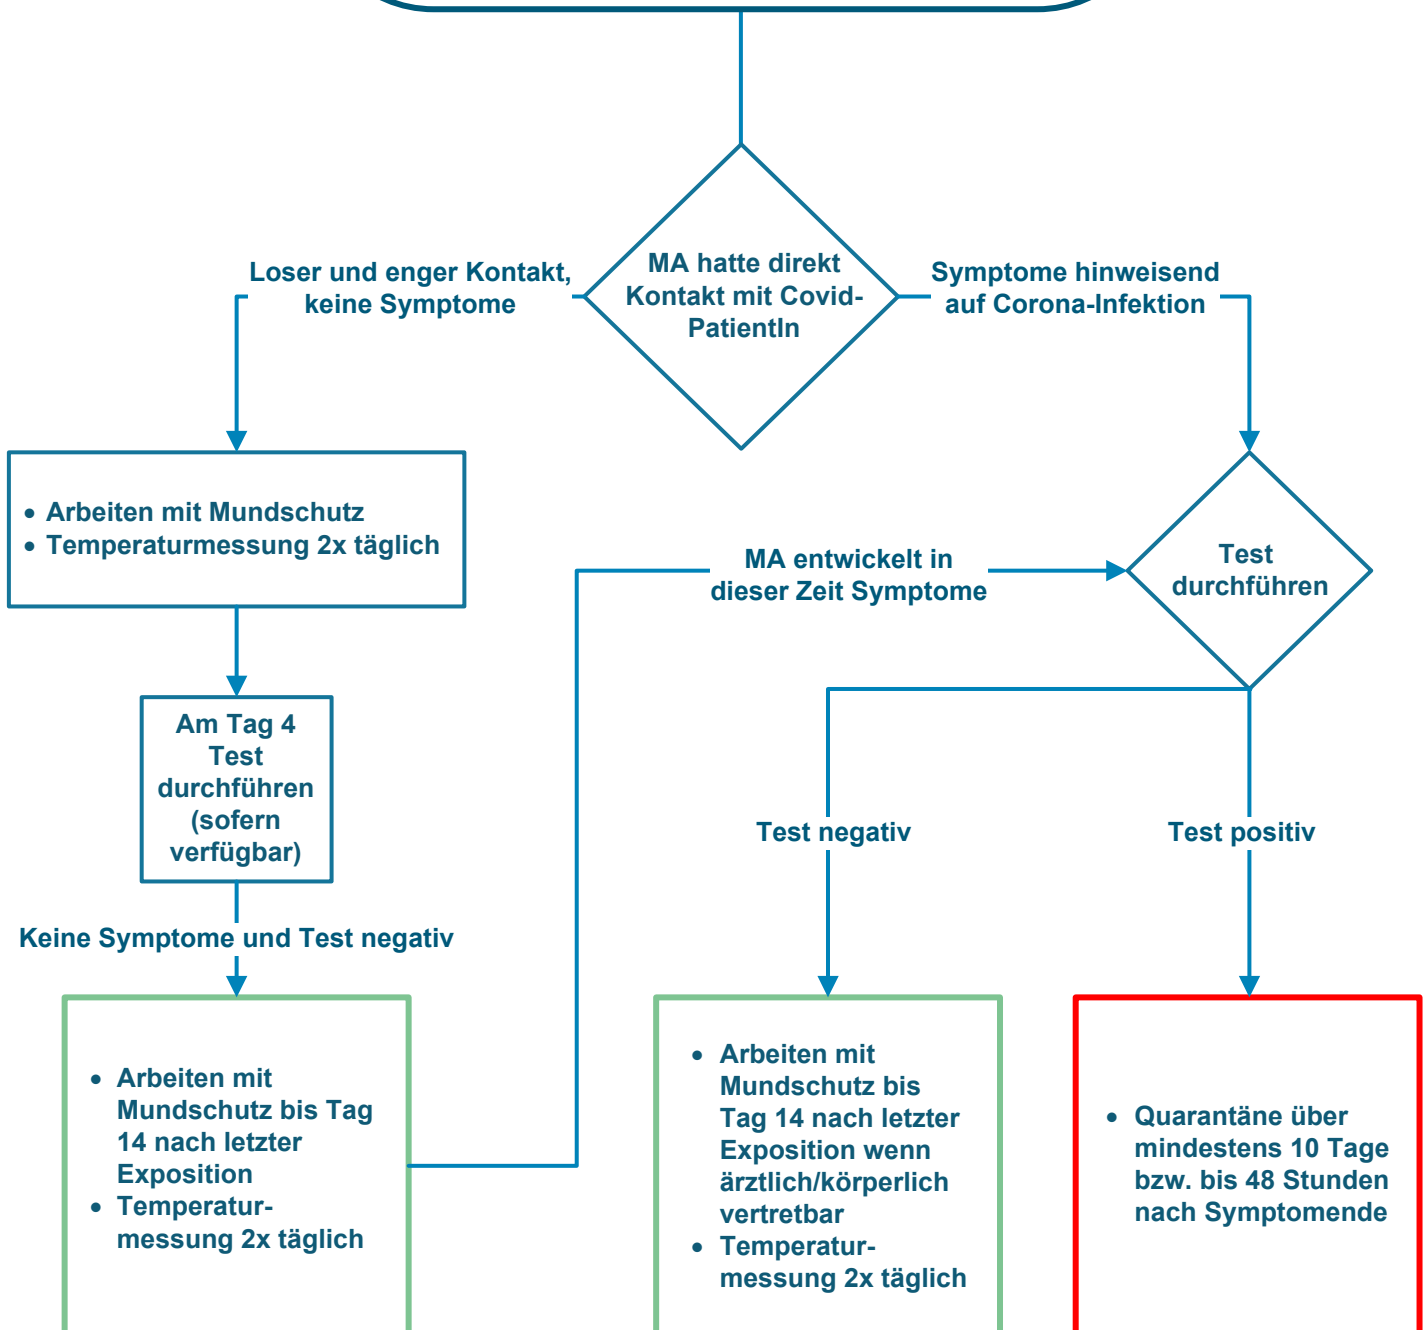 MA hatte direkt
Kontakt mit Covid-
PatientIn
Loser und enger Kontakt,
keine Symptome
Symptome hinweisend
auf Corona-Infektion
• Arbeiten mit Mundschutz
• Temperaturmessung 2x täglich
MA entwickelt in
dieser Zeit Symptome
Test
durchführen
Am Tag 4
Test
durchführen
(sofern
verfügbar)
Test negativ
Test positiv
Keine Symptome und Test negativ
• Arbeiten mit
Mundschutz bis Tag
14 nach letzter
Exposition
• Temperatur-
messung 2x täglich
• Arbeiten mit
Mundschutz bis
Tag 14 nach letzter
Exposition wenn
ärztlich/körperlich
vertretbar
• Temperatur-
messung 2x täglich
• Quarantäne über
mindestens 10 Tage
bzw. bis 48 Stunden
nach Symptomende